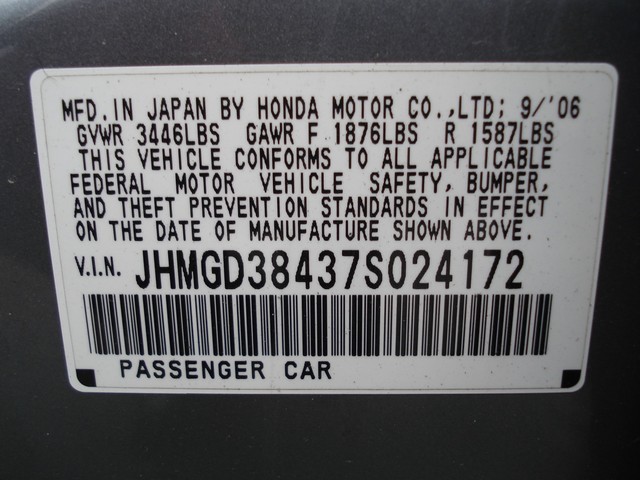 MFD. IN JAPAN BY HONDA MOTOR CO., LTD; 9/'06
GVWR 3446LBS GAWR F 1876LBS R 1587LBS
THIS VEHICLE CONFORMS TO ALL APPLICABLE
FEDERAL MOTOR VEHICLE SAFETY, BUMPER,
AND THEFT PREVENTION STANDARDS IN EFFECT
ON THE DATE OF MANUFACTURE SHOWN ABOVE.
V.I.N. JHMGD38437S024172
PASSENGER CAR